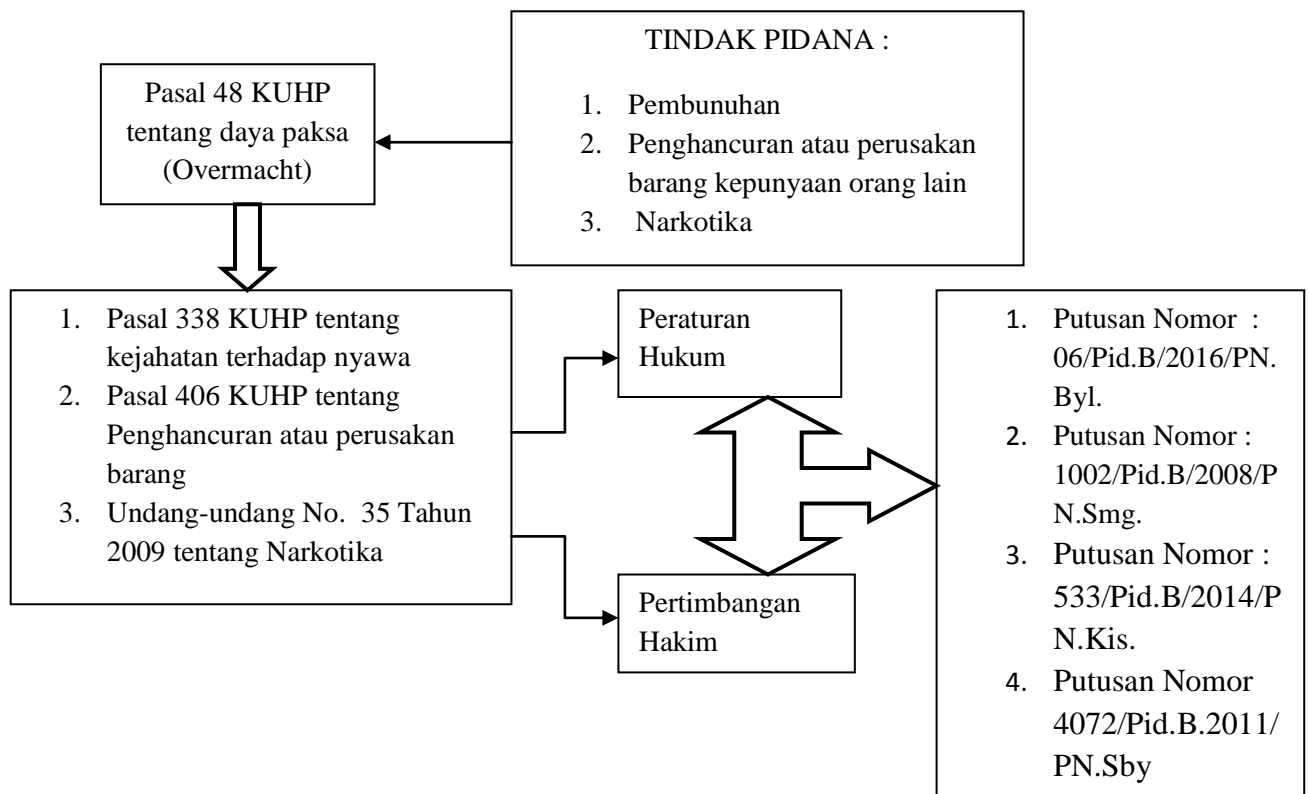 TINDAK PIDANA :
1. Pembunuhan
2. Penghancuran atau perusakan
barang kepunyaan orang lain
3. Narkotika
Pasal 48 KUHP
tentang daya paksa
(Overmacht)
1. Pasal 338 KUHP tentang
kejahatan terhadap nyawa
2. Pasal 406 KUHP tentang
Penghancuran atau perusakan
barang
3. Undang-undang No. 35 Tahun
2009 tentang Narkotika
Peraturan
Hukum
Pertimbangan
Hakim
1. Putusan Nomor :
06/Pid.B/2016/PN.
Byl.
2. Putusan Nomor :
1002/Pid.B/2008/P
N.Smg.
3. Putusan Nomor :
533/Pid.B/2014/P
N.Kis.
4. Putusan Nomor
4072/Pid.B.2011/
PN.Sby